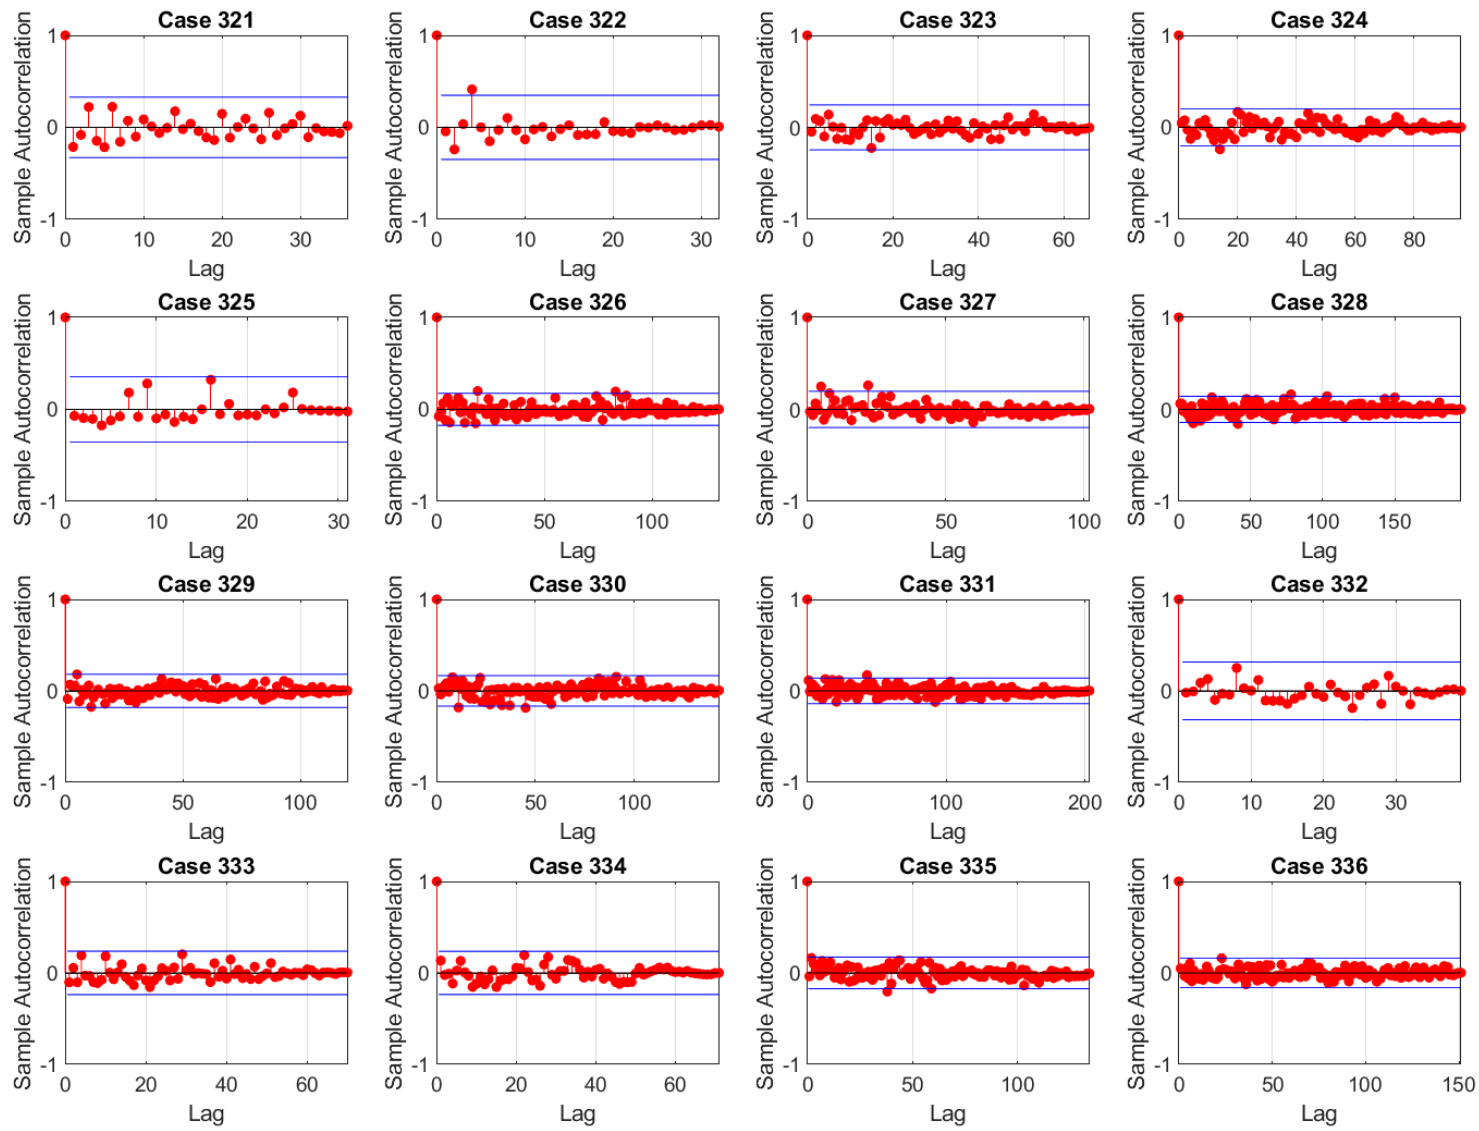 Case 321
Case 322
Case 323
Case 324
Sample Autocorrelation
1
0
-1
0 10 20 30
Lag
Sample Autocorrelation
1
0
-1
0 10 20 30
Lag
Sample Autocorrelation
1
0
-1
0 20 40 60
Lag
Sample Autocorrelation
1
0
-1
0 20 40 60 80
Lag
Case 325
Case 326
Case 327
Case 328
Sample Autocorrelation
1
0
-1
0 10 20 30
Lag
Sample Autocorrelation
1
0
-1
0 50 100
Lag
Sample Autocorrelation
1
0
-1
0 50 100
Lag
Sample Autocorrelation
1
0
-1
0 50 100 150
Lag
Case 329
Case 330
Case 331
Case 332
Sample Autocorrelation
1
0
-1
0 50 100
Lag
Sample Autocorrelation
1
0
-1
0 50 100
Lag
Sample Autocorrelation
1
0
-1
0 100 200
Lag
Sample Autocorrelation
1
0
-1
0 10 20 30
Lag
Case 333
Case 334
Case 335
Case 336
Sample Autocorrelation
1
0
-1
0 20 40 60
Lag
Sample Autocorrelation
1
0
-1
0 20 40 60
Lag
Sample Autocorrelation
1
0
-1
0 50 100
Lag
Sample Autocorrelation
1
0
-1
0 50 100 150
Lag